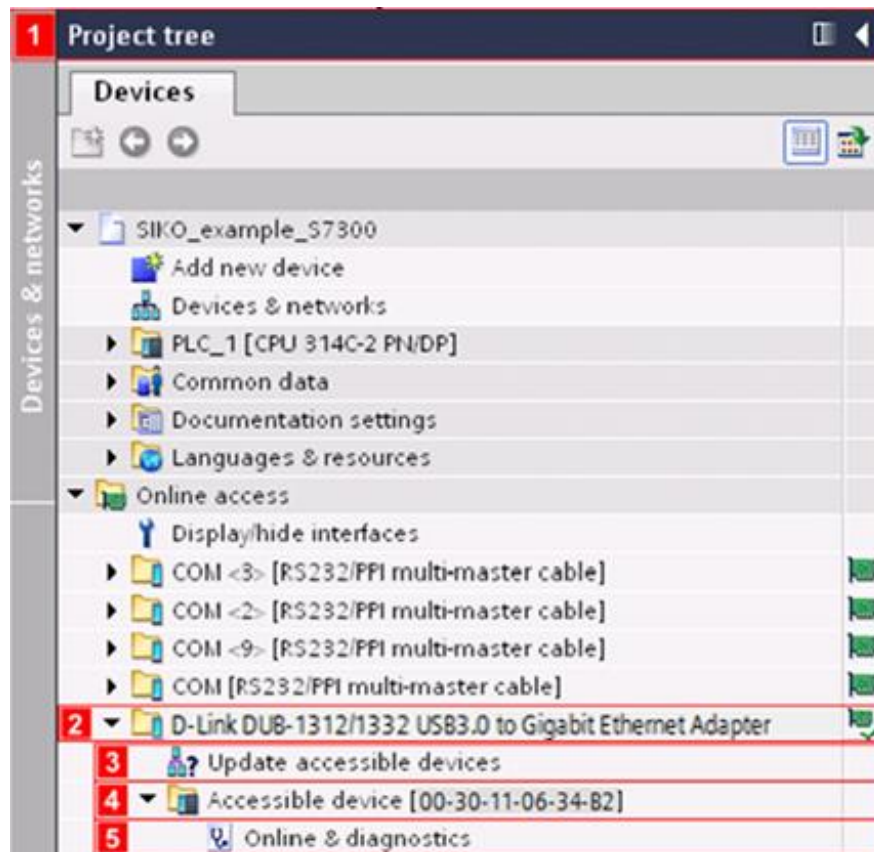 1 Project tree
Devices
Devices & networks
SIKO_example_S7300
Add new device
Devices & networks
PLC_1 [CPU 314C-2 PN/DP]
Common data
Documentation settings
Languages & resources
Online access
Display/hide interfaces
COM <3> [RS232/PPI multi-master cable]
COM <2> [RS232/PPI multi-master cable]
COM <9> [RS232/PPI multi-master cable]
COM [RS232/PPI multi-master cable]
2 D-Link DUB-1312/1332 USB3.0 to Gigabit Ethernet Adapter
3 Update accessible devices
4 Accessible device [00-30-11-06-34-B2]
5 Online & diagnostics